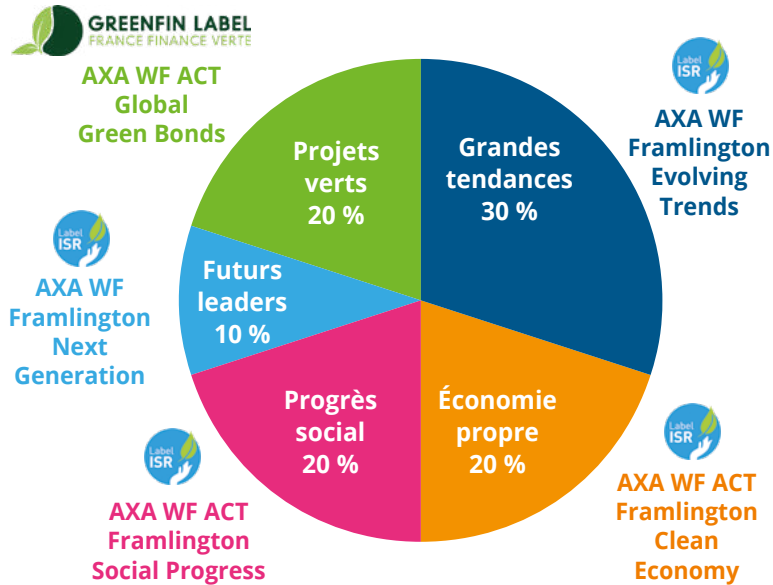 GREENFIN LABEL
FRANCE FINANCE VERTE
AXA WF ACT
Global
Green Bonds
Projets
verts
20 %
Grandes
tendances
30 %
Label
ISR
AXA WF
Framlington
Evolving
Trends
Label
ISR
AXA WF
Framlington
Next
Generation
Futurs
leaders
10 %
Progrès
social
20 %
Économie
propre
20 %
Label
ISR
AXA WF ACT
Framlington
Social Progress
Label
ISR
AXA WF ACT
Framlington
Clean
Economy